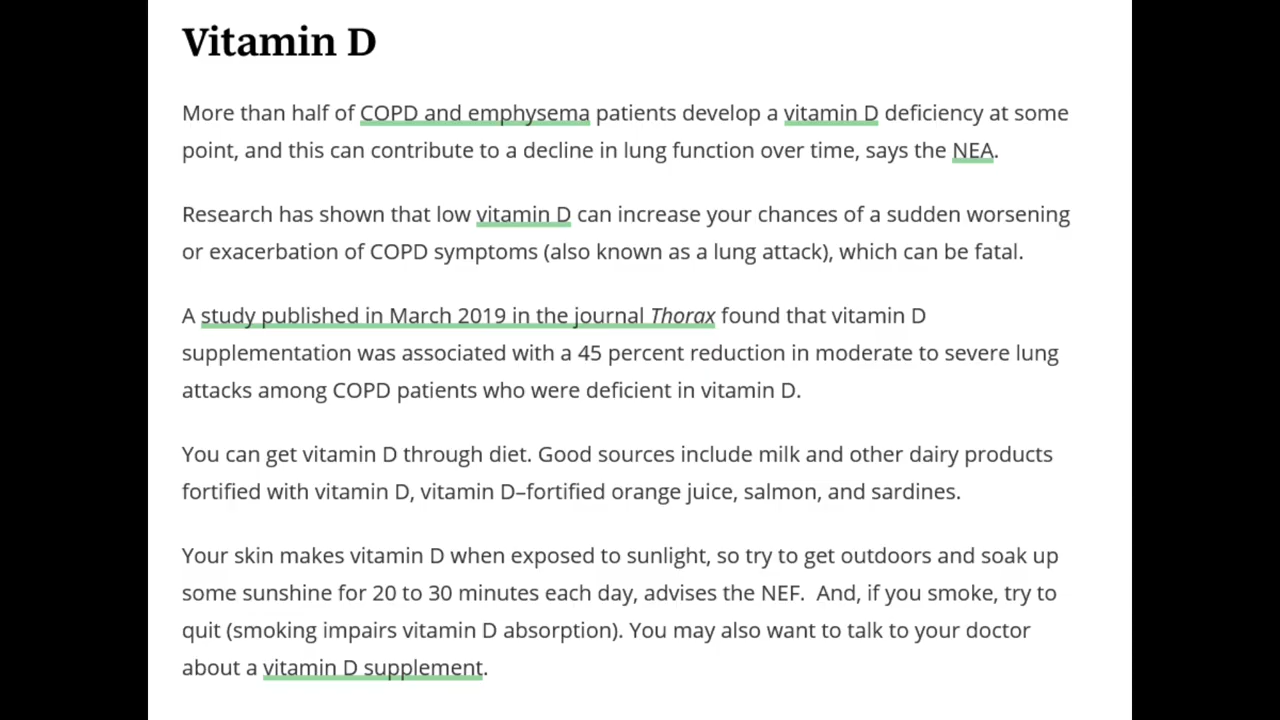 Vitamin D
More than half of COPD and emphysema patients develop a vitamin D deficiency at some
point, and this can contribute to a decline in lung function over time, says the NEA.
Research has shown that low vitamin D can increase your chances of a sudden worsening
or exacerbation of COPD symptoms (also known as a lung attack), which can be fatal.
A study published in March 2019 in the journal Thorax found that vitamin D
supplementation was associated with a 45 percent reduction in moderate to severe lung
attacks among COPD patients who were deficient in vitamin D.
You can get vitamin D through diet. Good sources include milk and other dairy products
fortified with vitamin D, vitamin D–fortified orange juice, salmon, and sardines.
Your skin makes vitamin D when exposed to sunlight, so try to get outdoors and soak up
some sunshine for 20 to 30 minutes each day, advises the NEF.  And, if you smoke, try to
quit (smoking impairs vitamin D absorption). You may also want to talk to your doctor
about a vitamin D supplement.